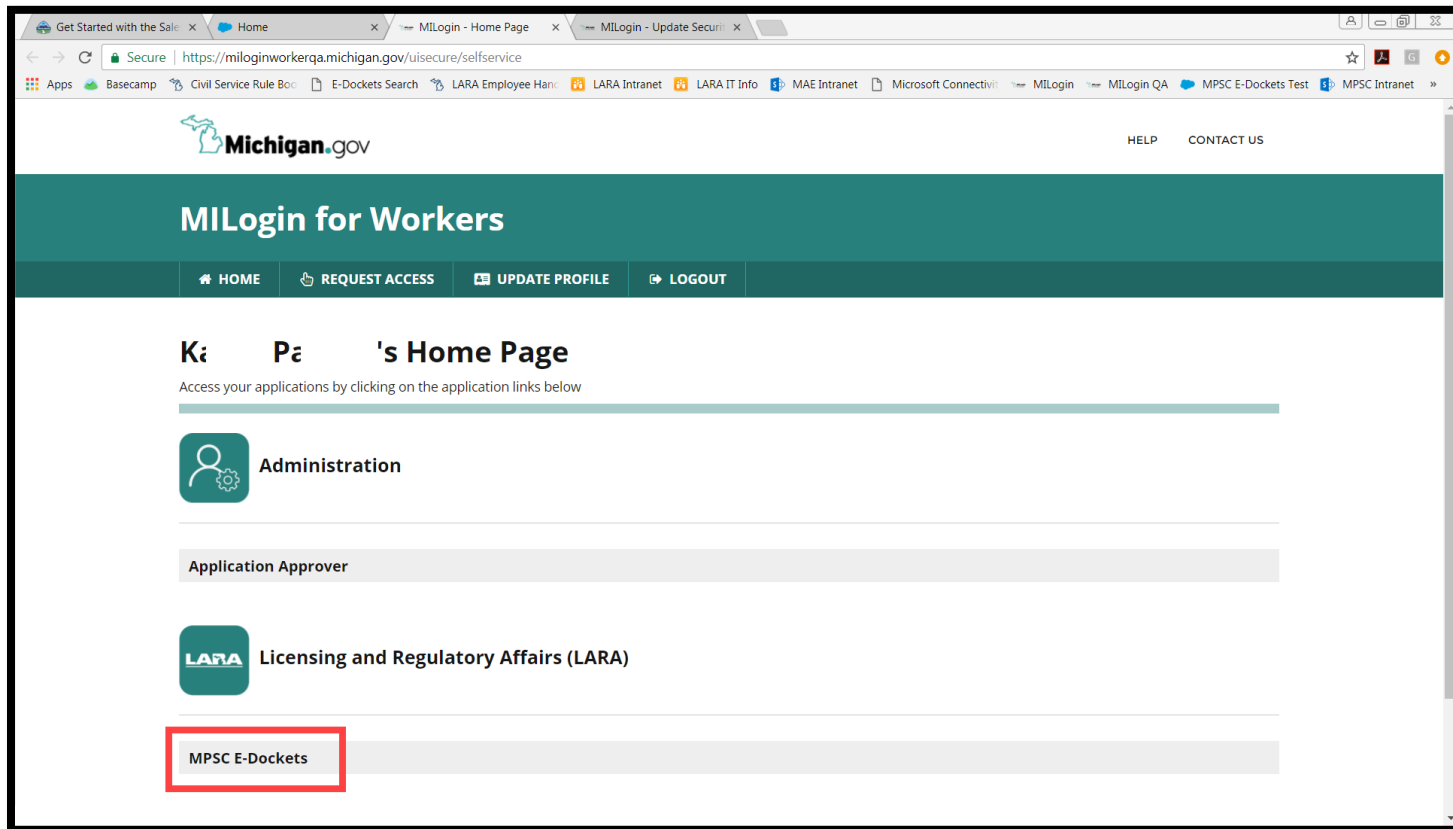 Get Started with the Sale
Home
MILogin - Home Page
MILogin - Update Securit
Secure https://miloginworkerqa.michigan.gov/uisecure/selfservice
Apps Basecamp Civil Service Rule Boo E-Dockets Search LARA Employee Hand LARA Intranet LARA IT Info MAE Intranet Microsoft Connectivit MILogin MILogin QA MPSC E-Dockets Test MPSC Intranet »
Michigan.gov
HELP CONTACT US
MILogin for Workers
HOME REQUEST ACCESS UPDATE PROFILE LOGOUT
Ka Pa 's Home Page
Access your applications by clicking on the application links below
Administration
Application Approver
LARA Licensing and Regulatory Affairs (LARA)
MPSC E-Dockets